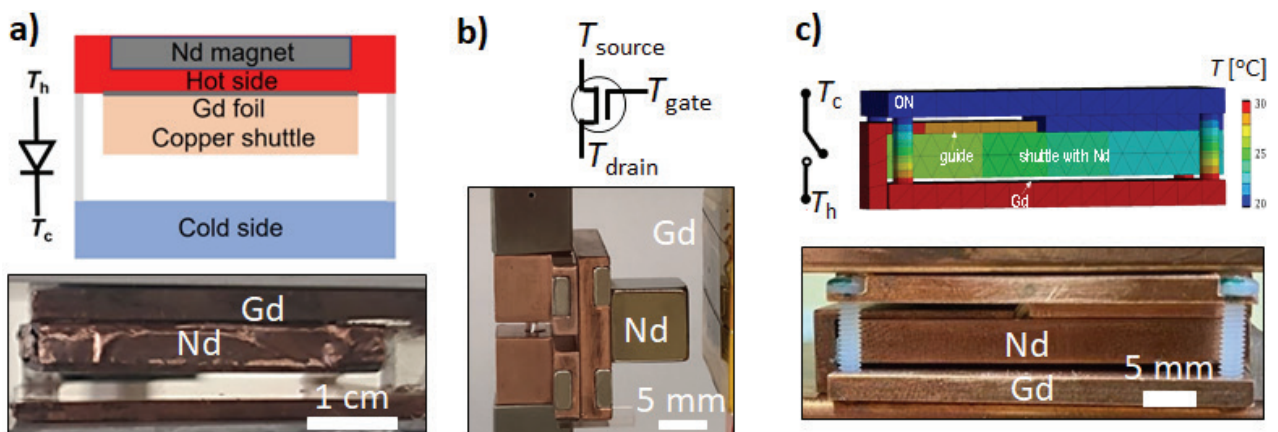 a)
Nd magnet
Hot side
Gd foil
Copper shuttle
Cold side
Th
Tc
Gd
Nd
1 cm
b)
Tsource
Tgate
Tdrain
Gd
Nd
5 mm
c)
T [°C]
30
25
20
ON
guide
shuttle with Nd
Gd
Tc
Th
Nd
Gd
5 mm